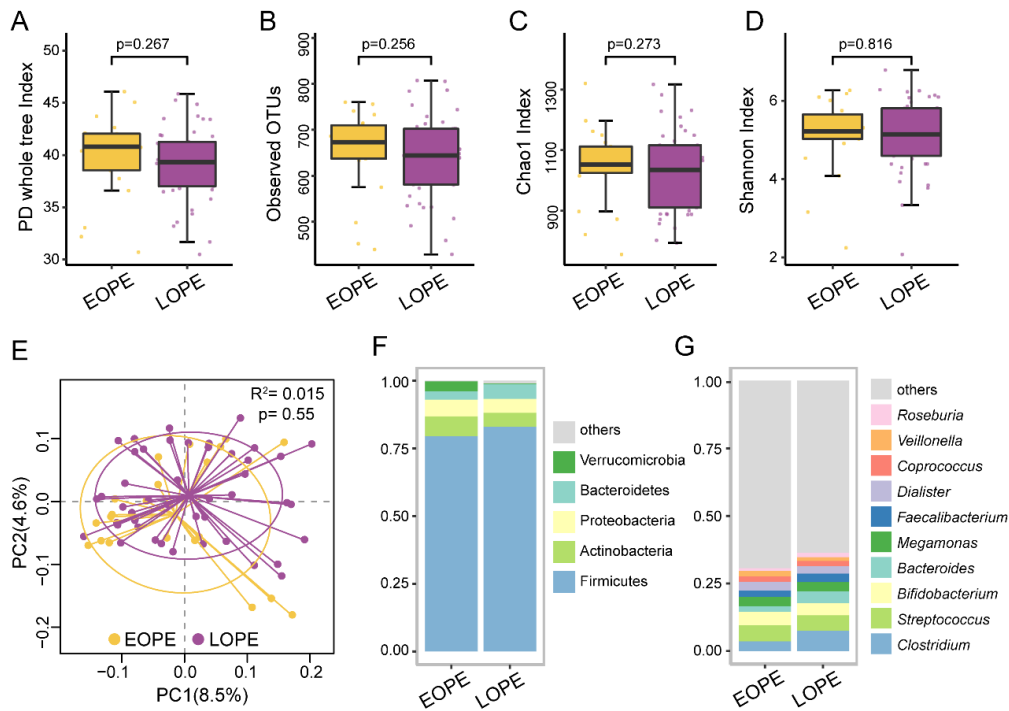 A
PD whole tree Index
50
45
40
35
30
p=0.267
EOPE
LOPE
B
Observed OTUs
900
800
700
600
500
p=0.256
EOPE
LOPE
C
Chao1 Index
1300
1100
900
p=0.273
EOPE
LOPE
D
Shannon Index
6
4
2
p=0.816
EOPE
LOPE
E
R²= 0.015
p= 0.55
PC2(4.6%)
0.1
0.0
−0.1
−0.2
EOPE
LOPE
−0.1
0.0
0.1
0.2
PC1(8.5%)
F
1.00
0.75
0.50
0.25
0.00
EOPE
LOPE
others
Verrucomicrobia
Bacteroidetes
Proteobacteria
Actinobacteria
Firmicutes
G
1.00
0.75
0.50
0.25
0.00
EOPE
LOPE
others
Roseburia
Veillonella
Coprococcus
Dialister
Faecalibacterium
Megamonas
Bacteroides
Bifidobacterium
Streptococcus
Clostridium